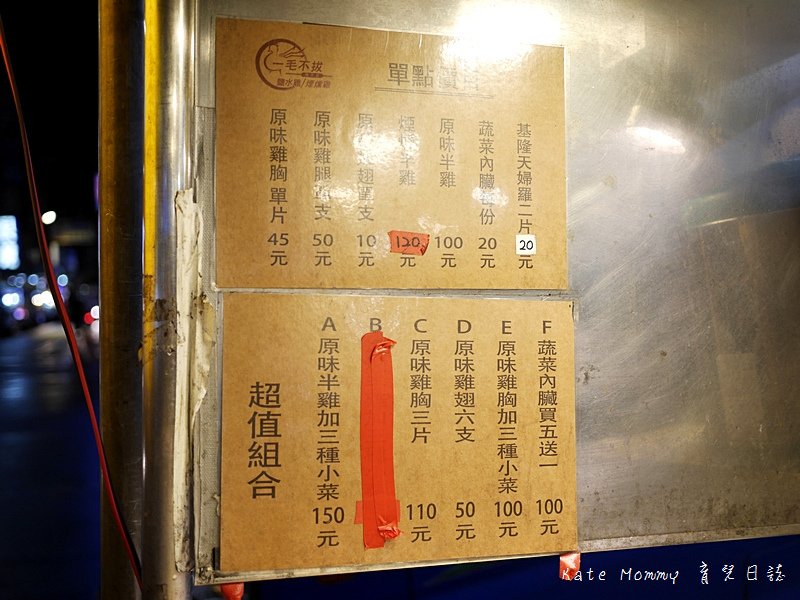 一毛不拔
鹽水雞/煙燻雞
單點價目
原味雞胸單片 45元
原味雞腿 支 50元
原 翅 支 10元
煙 半雞 120元
原味半雞 100元
蔬菜內臟每份 20元
基隆天婦羅二片 20元
超值組合
A 原味半雞加三種小菜 150元
B
C 原味雞胸三片 110元
D 原味雞翅六支 50元
E 原味雞胸加三種小菜 100元
F 蔬菜內臟買五送一 100元
Kate Mommy 育兒日誌